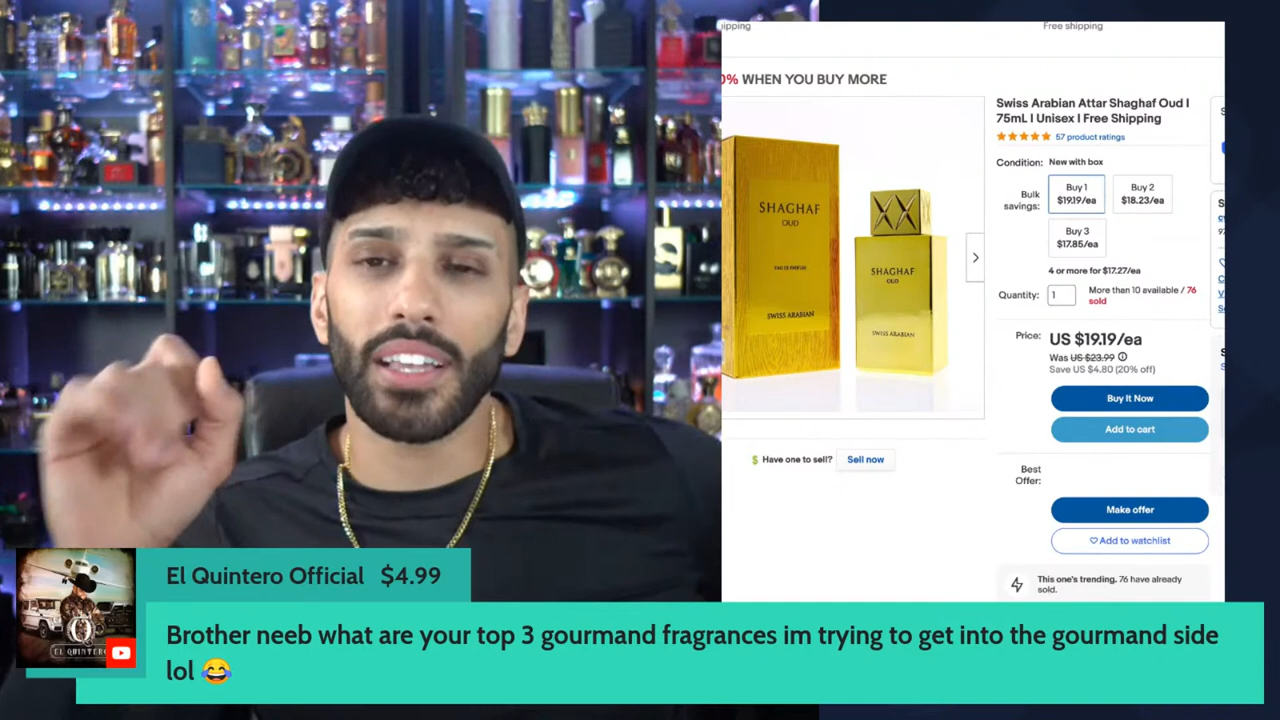 ipping
Free shipping
0% WHEN YOU BUY MORE
SHAGHAF
OUD
EAU DE PARFUM
SWISS ARABIAN
SHAGHAF
OUD
SWISS ARABIAN
Swiss Arabian Attar Shaghaf Oud I
75mL I Unisex I Free Shipping
57 product ratings
Condition: New with box
Bulk savings:
Buy 1
$19.19/ea
Buy 2
$18.23/ea
Buy 3
$17.85/ea
4 or more for $17.27/ea
Quantity: 1
More than 10 available / 76
sold
Price: US $19.19/ea
Was US $23.99
Save US $4.80 (20% off)
Buy It Now
Add to cart
Best
Offer:
Make offer
Add to watchlist
Have one to sell? Sell now
This one's trending. 76 have already
sold.
El Quintero Official $4.99
Brother neeb what are your top 3 gourmand fragrances im trying to get into the gourmand side
lol 😂